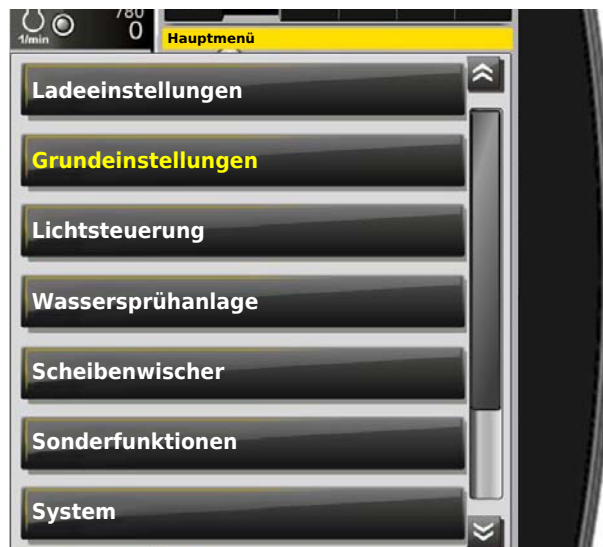 780
1/min
0
Hauptmenü
Ladeeinstellungen
Grundeinstellungen
Lichtsteuerung
Wassersprühanlage
Scheibenwischer
Sonderfunktionen
System